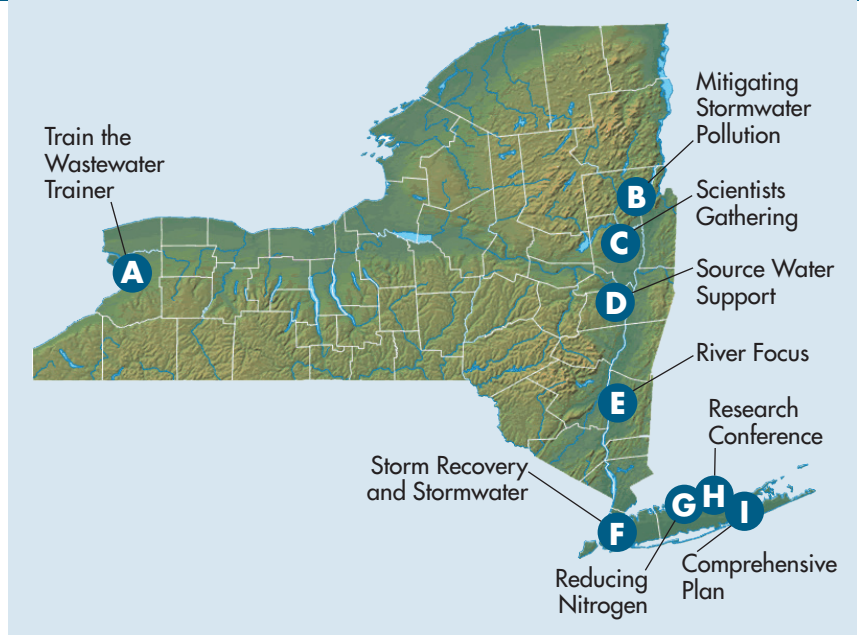 Mitigating
Stormwater
Pollution
Train the
Wastewater
Trainer
B
Scientists
Gathering
C
A
Source Water
Support
D
River Focus
E
Research
Conference
Storm Recovery
and Stormwater
G
H
I
F
Comprehensive
Plan
Reducing
Nitrogen